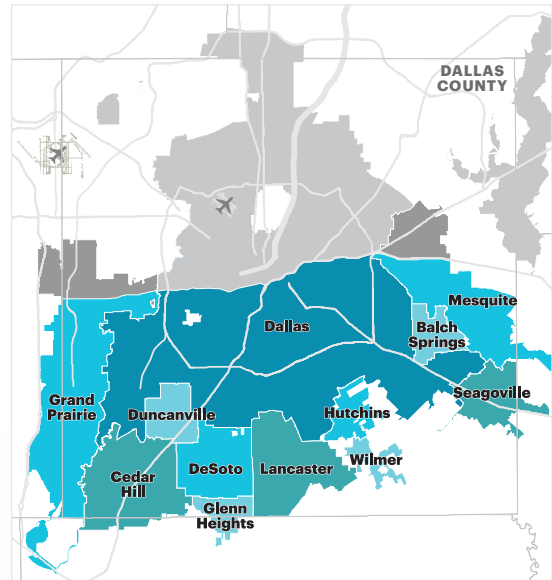 DALLAS
COUNTY
Mesquite
Dallas
Balch
Springs
Seagoville
Grand
Prairie
Duncanville
Hutchins
Wilmer
Cedar
Hill
DeSoto
Lancaster
Glenn
Heights